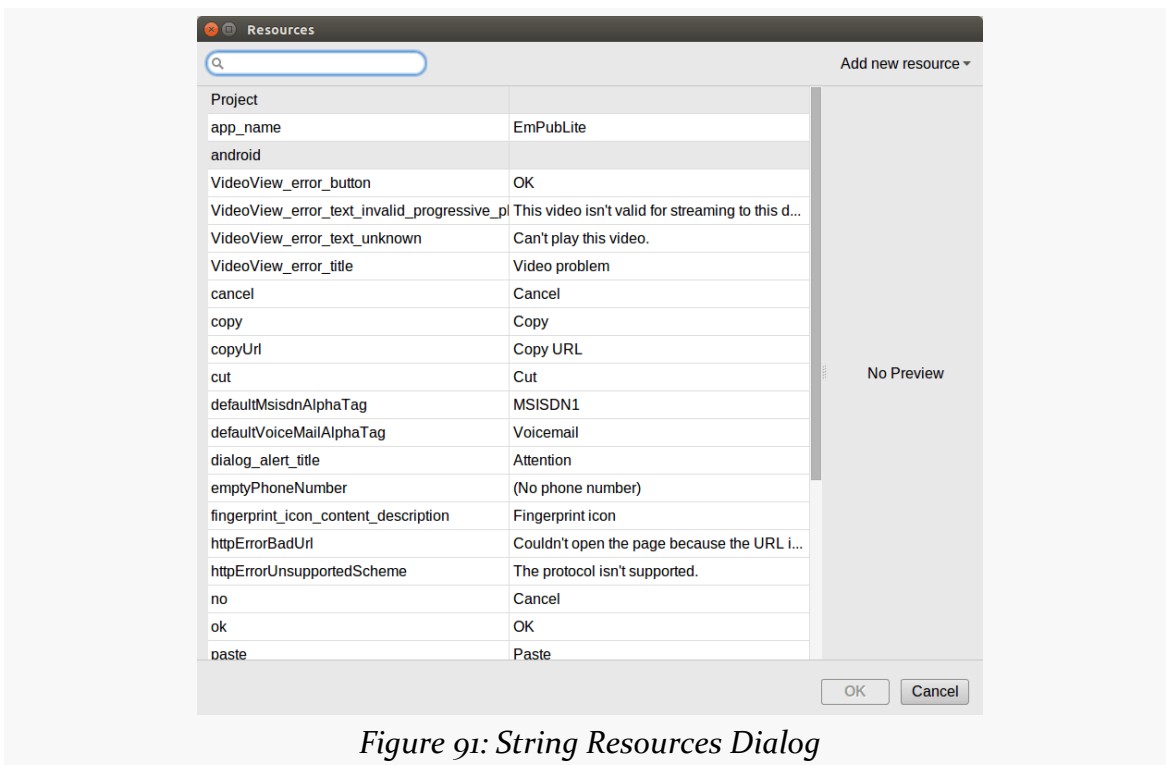 Resources
Add new resource
Project
app_name EmPubLite
android
VideoView_error_button OK
VideoView_error_text_invalid_progressive_pl This video isn't valid for streaming to this d...
VideoView_error_text_unknown Can't play this video.
VideoView_error_title Video problem
cancel Cancel
copy Copy
copyUrl Copy URL
cut Cut
No Preview
defaultMsisdnAlphaTag MSISDN1
defaultVoiceMailAlphaTag Voicemail
dialog_alert_title Attention
emptyPhoneNumber (No phone number)
fingerprint_icon_content_description Fingerprint icon
httpErrorBadUrl Couldn't open the page because the URL i...
httpErrorUnsupportedScheme The protocol isn't supported.
no Cancel
ok OK
paste Paste
OK Cancel
Figure 91: String Resources Dialog